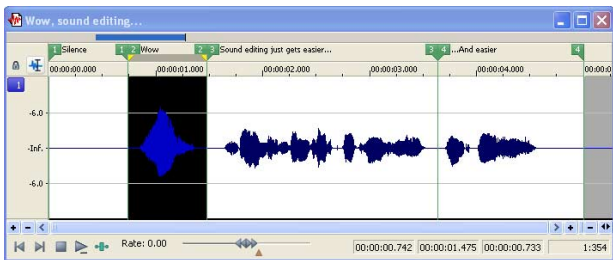 Wow, sound editing...
1 Silence 1 2 Wow 2 3 Sound editing just gets easier... 3 4 ...And easier 4
00:00:00.000 00:00:01.000 00:00:02.000 00:00:03.000 00:00:04.000 00:00:0
1
-6.0
-Inf.
-6.0
Rate: 0.00 00:00:00.742 00:00:01.475 00:00:00.733 1:354